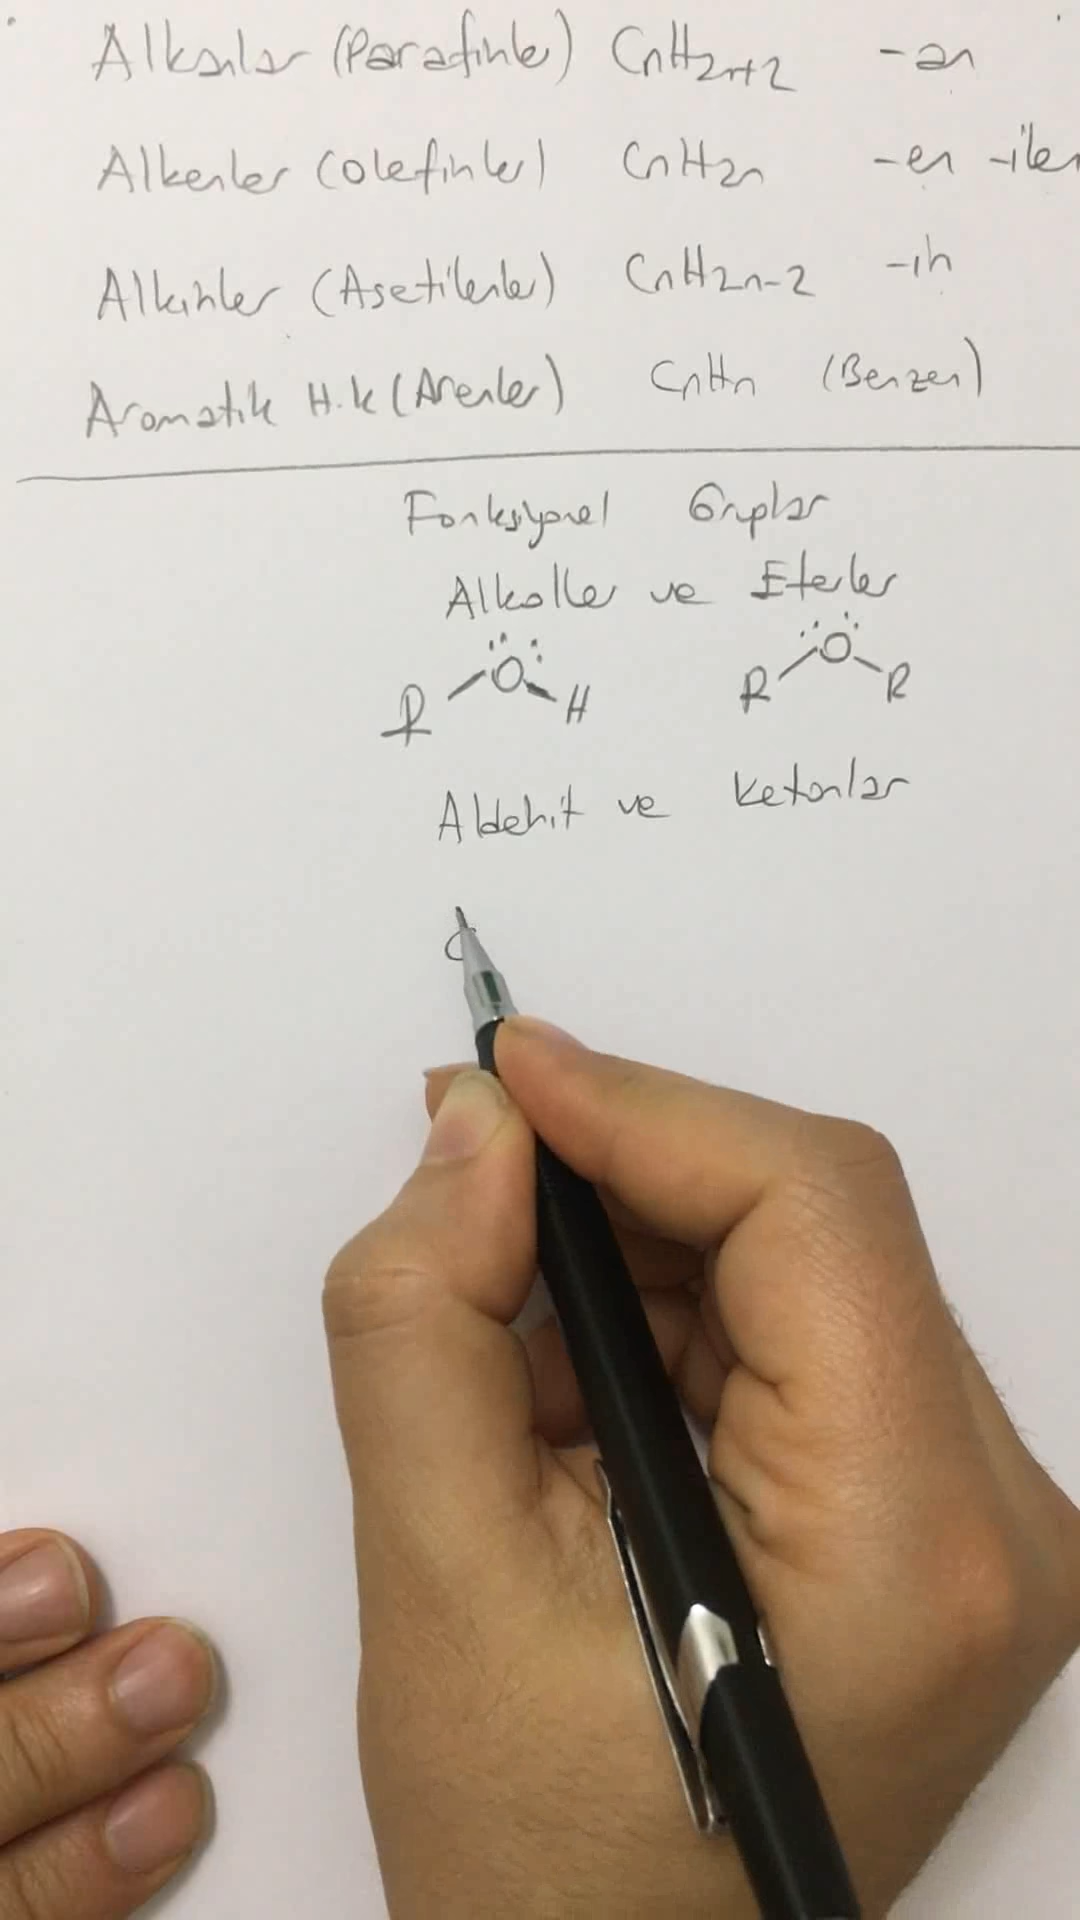 Alkanlar (Parafinler) CnH2n+2 -an
Alkenler (Olefinler) CnH2n -en -ilen
Alkinler (Asetilenler) CnH2n-2 -in
Aromatik H.k (Arenler) CnHn (Benzen)
Fonksiyonel Gruplar
Alkoller ve Eterler
R O H R O R
Aldehit ve Ketonlar